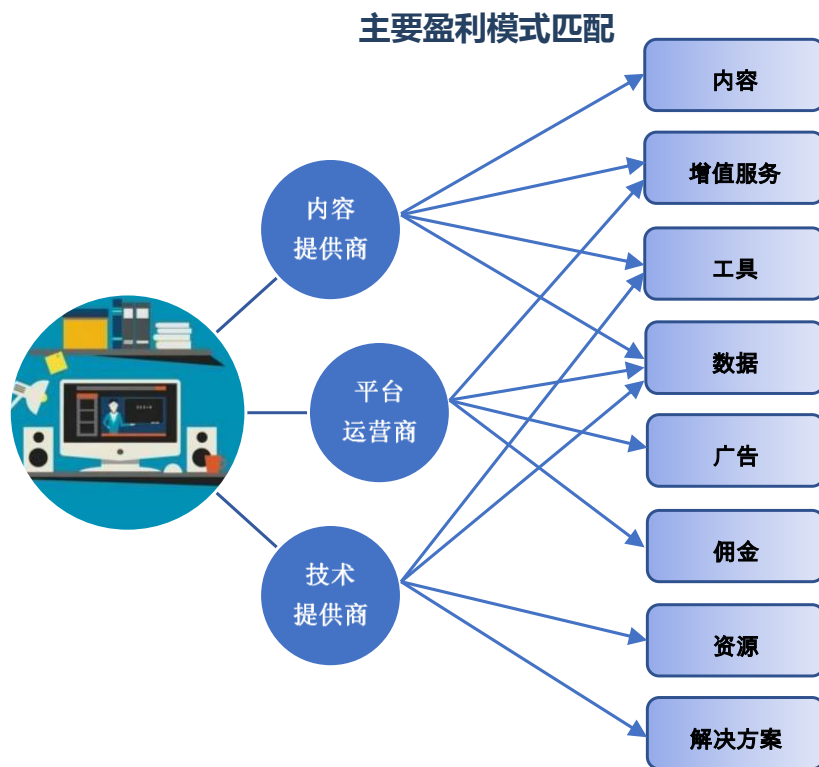 主要盈利模式匹配
内容
增值服务
工具
数据
广告
佣金
资源
解决方案
内容
提供商
平台
运营商
技术
提供商